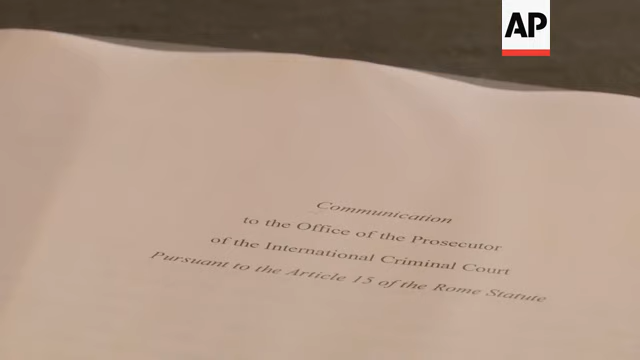 AP
Communication
to the Office of the Prosecutor
of the International Criminal Court
Pursuant to the Article 15 of the Rome Statute